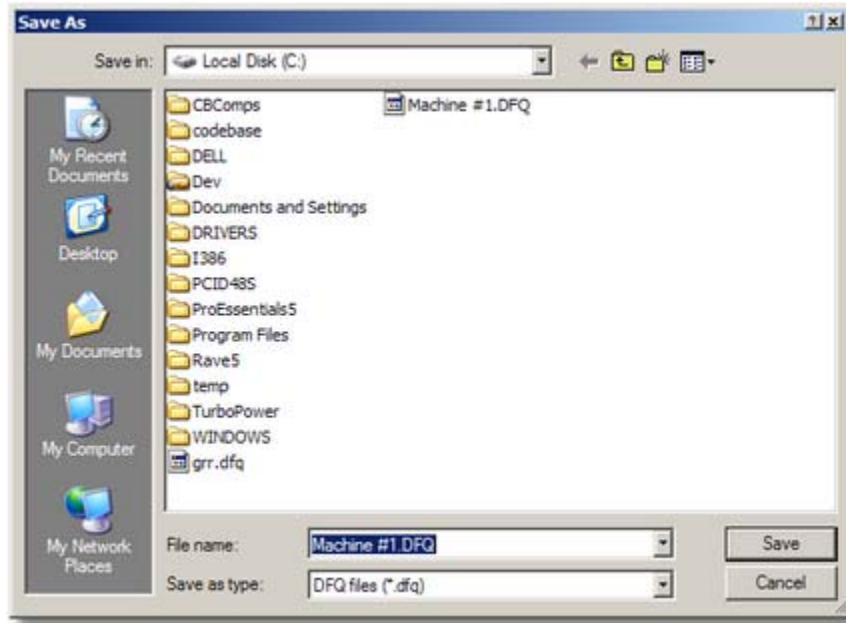 Save As
Save in:
Local Disk (C:)
My Recent
Documents
Desktop
My Documents
My Computer
My Network
Places
CBComps
codebase
DELL
Dev
Documents and Settings
DRIVERS
I386
PCID48S
ProEssentials5
Program Files
Rave5
temp
TurboPower
WINDOWS
grr.dfq
Machine #1.DFQ
File name:
Machine #1.DFQ
Save
Save as type:
DFQ files (*.dfq)
Cancel